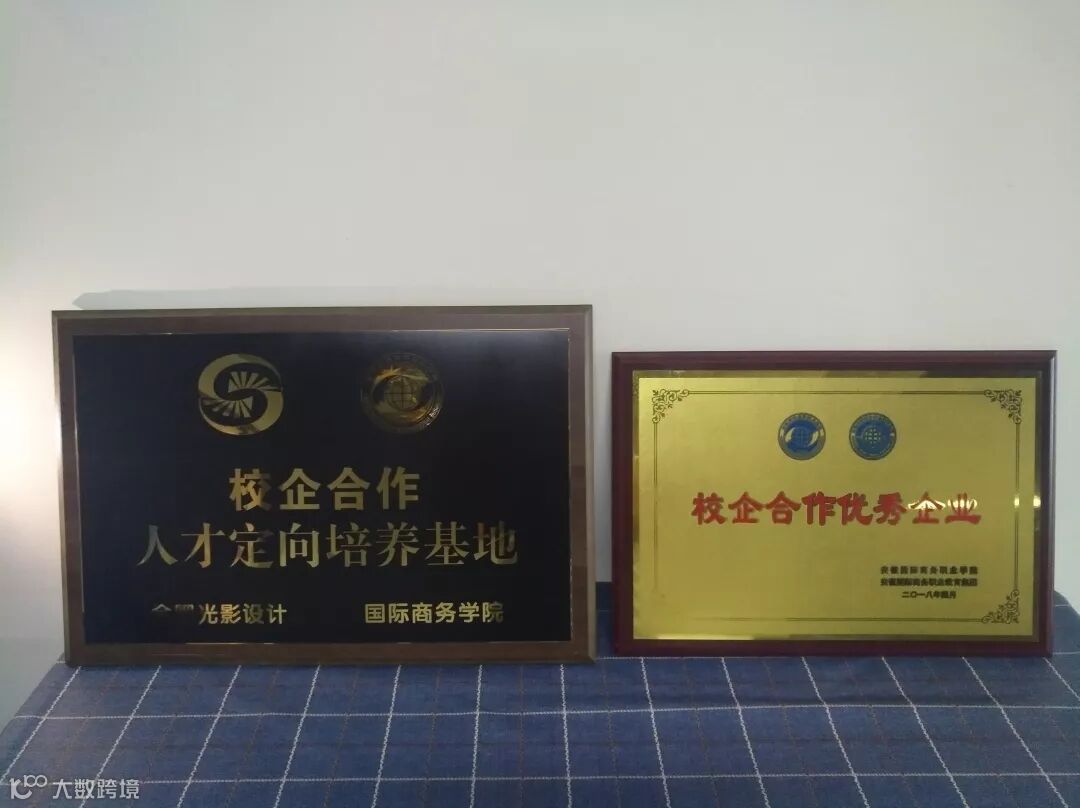 校企合作
人才定向培养基地
光影设计 国际商务学院
校企合作优秀企业
安徽国际商务职业学院
安徽国际商务职业教育集团
二〇一八年四月
大数跨境